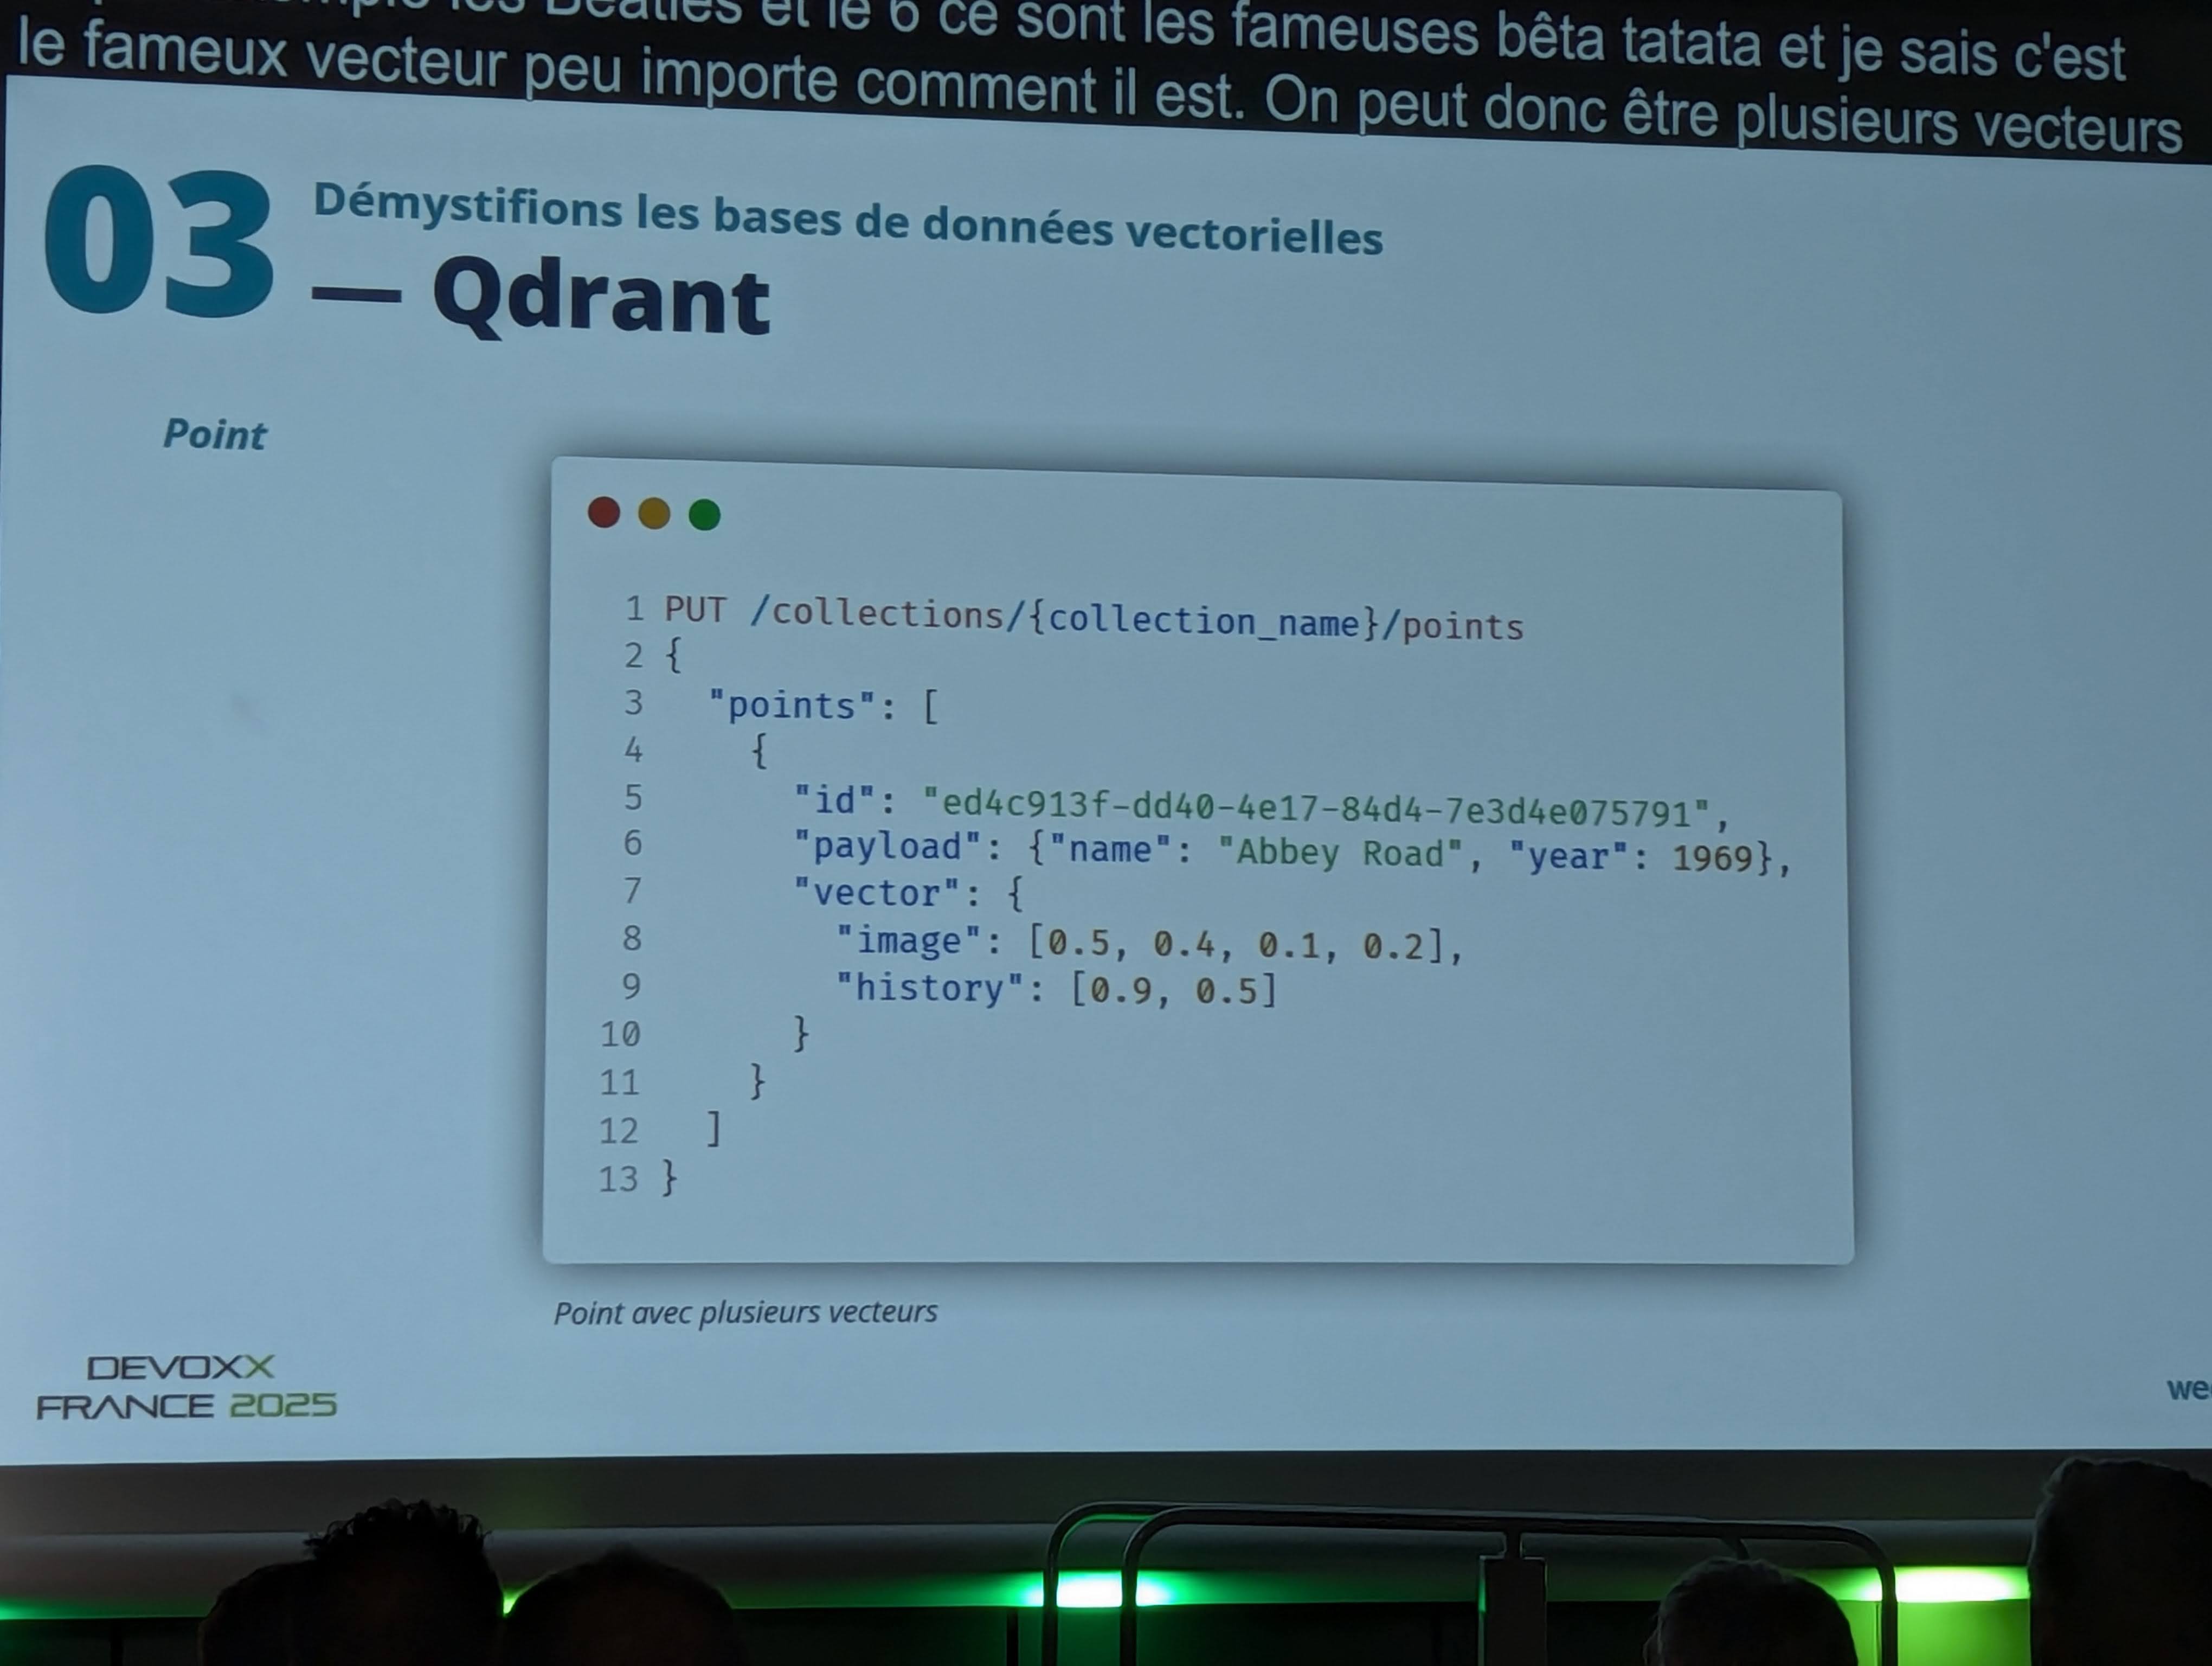 les Beatles et le 6 ce sont les fameuses bêta tatata et je sais c'est
le fameux vecteur peu importe comment il est. On peut donc être plusieurs vecteurs
03
Démystifions les bases de données vectorielles
— Qdrant
Point
1 PUT /collections/{collection_name}/points
2 {
3   "points": [
4     {
5       "id": "ed4c913f-dd40-4e17-84d4-7e3d4e075791",
6       "payload": {"name": "Abbey Road", "year": 1969},
7       "vector": {
8         "image": [0.5, 0.4, 0.1, 0.2],
9         "history": [0.9, 0.5]
10       }
11     }
12   ]
13 }
Point avec plusieurs vecteurs
DEVOXX
FRANCE 2025